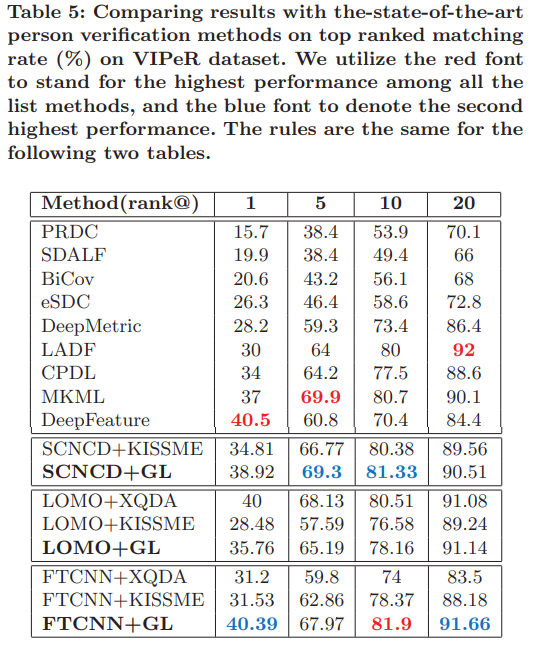 Table 5: Comparing results with the-state-of-the-art
person verification methods on top ranked matching
rate (%) on VIPeR dataset. We utilize the red font
to stand for the highest performance among all the
list methods, and the blue font to denote the second
highest performance. The rules are the same for the
following two tables.
Method(rank@) 1 5 10 20
PRDC 15.7 38.4 53.9 70.1
SDALF 19.9 38.4 49.4 66
BiCov 20.6 43.2 56.1 68
eSDC 26.3 46.4 58.6 72.8
DeepMetric 28.2 59.3 73.4 86.4
LADF 30 64 80 92
CPDL 34 64.2 77.5 88.6
MKML 37 69.9 80.7 90.1
DeepFeature 40.5 60.8 70.4 84.4
SCNCD+KISSME 34.81 66.77 80.38 89.56
SCNCD+GL 38.92 69.3 81.33 90.51
LOMO+XQDA 40 68.13 80.51 91.08
LOMO+KISSME 28.48 57.59 76.58 89.24
LOMO+GL 35.76 65.19 78.16 91.14
FTCNN+XQDA 31.2 59.8 74 83.5
FTCNN+KISSME 31.53 62.86 78.37 88.18
FTCNN+GL 40.39 67.97 81.9 91.66